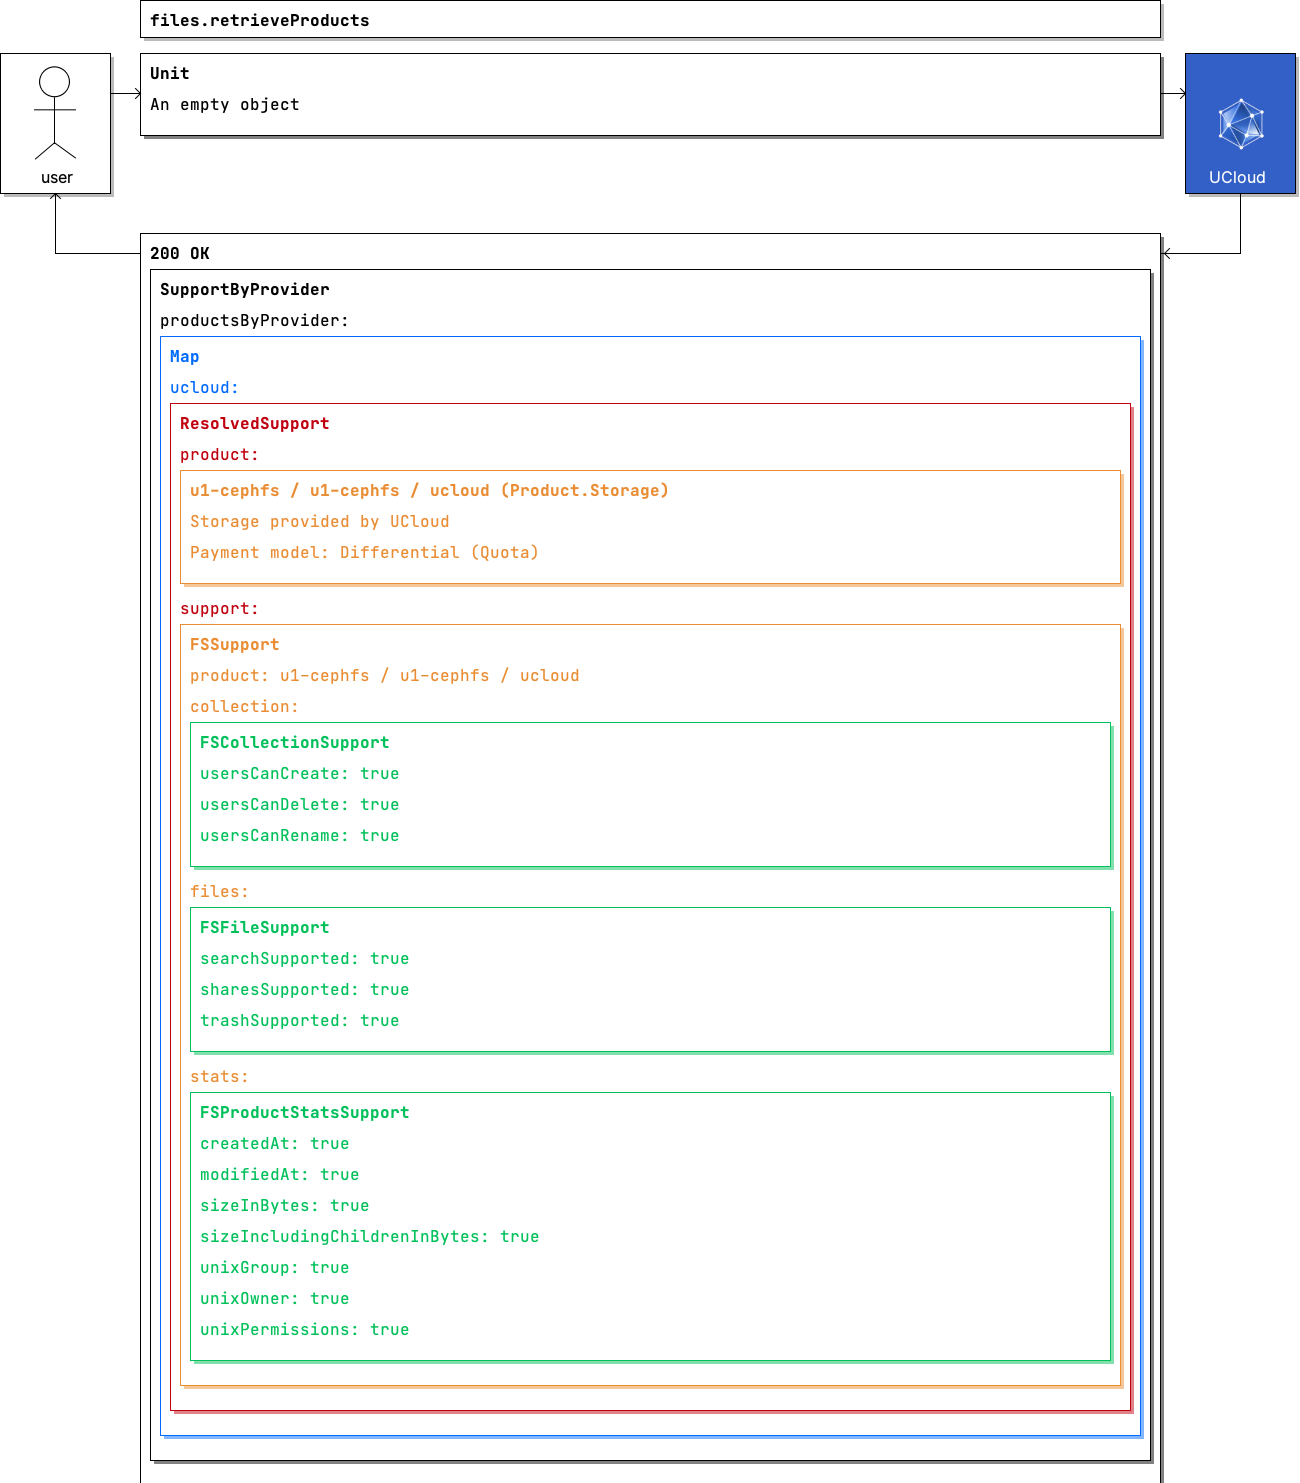 files.retrieveProducts
Unit
An empty object
user
UCloud
200 OK
SupportByProvider
productsByProvider:
Map
ucloud:
ResolvedSupport
product:
u1-cephfs / u1-cephfs / ucloud (Product.Storage)
Storage provided by UCloud
Payment model: Differential (Quota)
support:
FSSupport
product: u1-cephfs / u1-cephfs / ucloud
collection:
FSCollectionSupport
usersCanCreate: true
usersCanDelete: true
usersCanRename: true
files:
FSFileSupport
searchSupported: true
sharesSupported: true
trashSupported: true
stats:
FSProductStatsSupport
createdAt: true
modifiedAt: true
sizeInBytes: true
sizeIncludingChildrenInBytes: true
unixGroup: true
unixOwner: true
unixPermissions: true